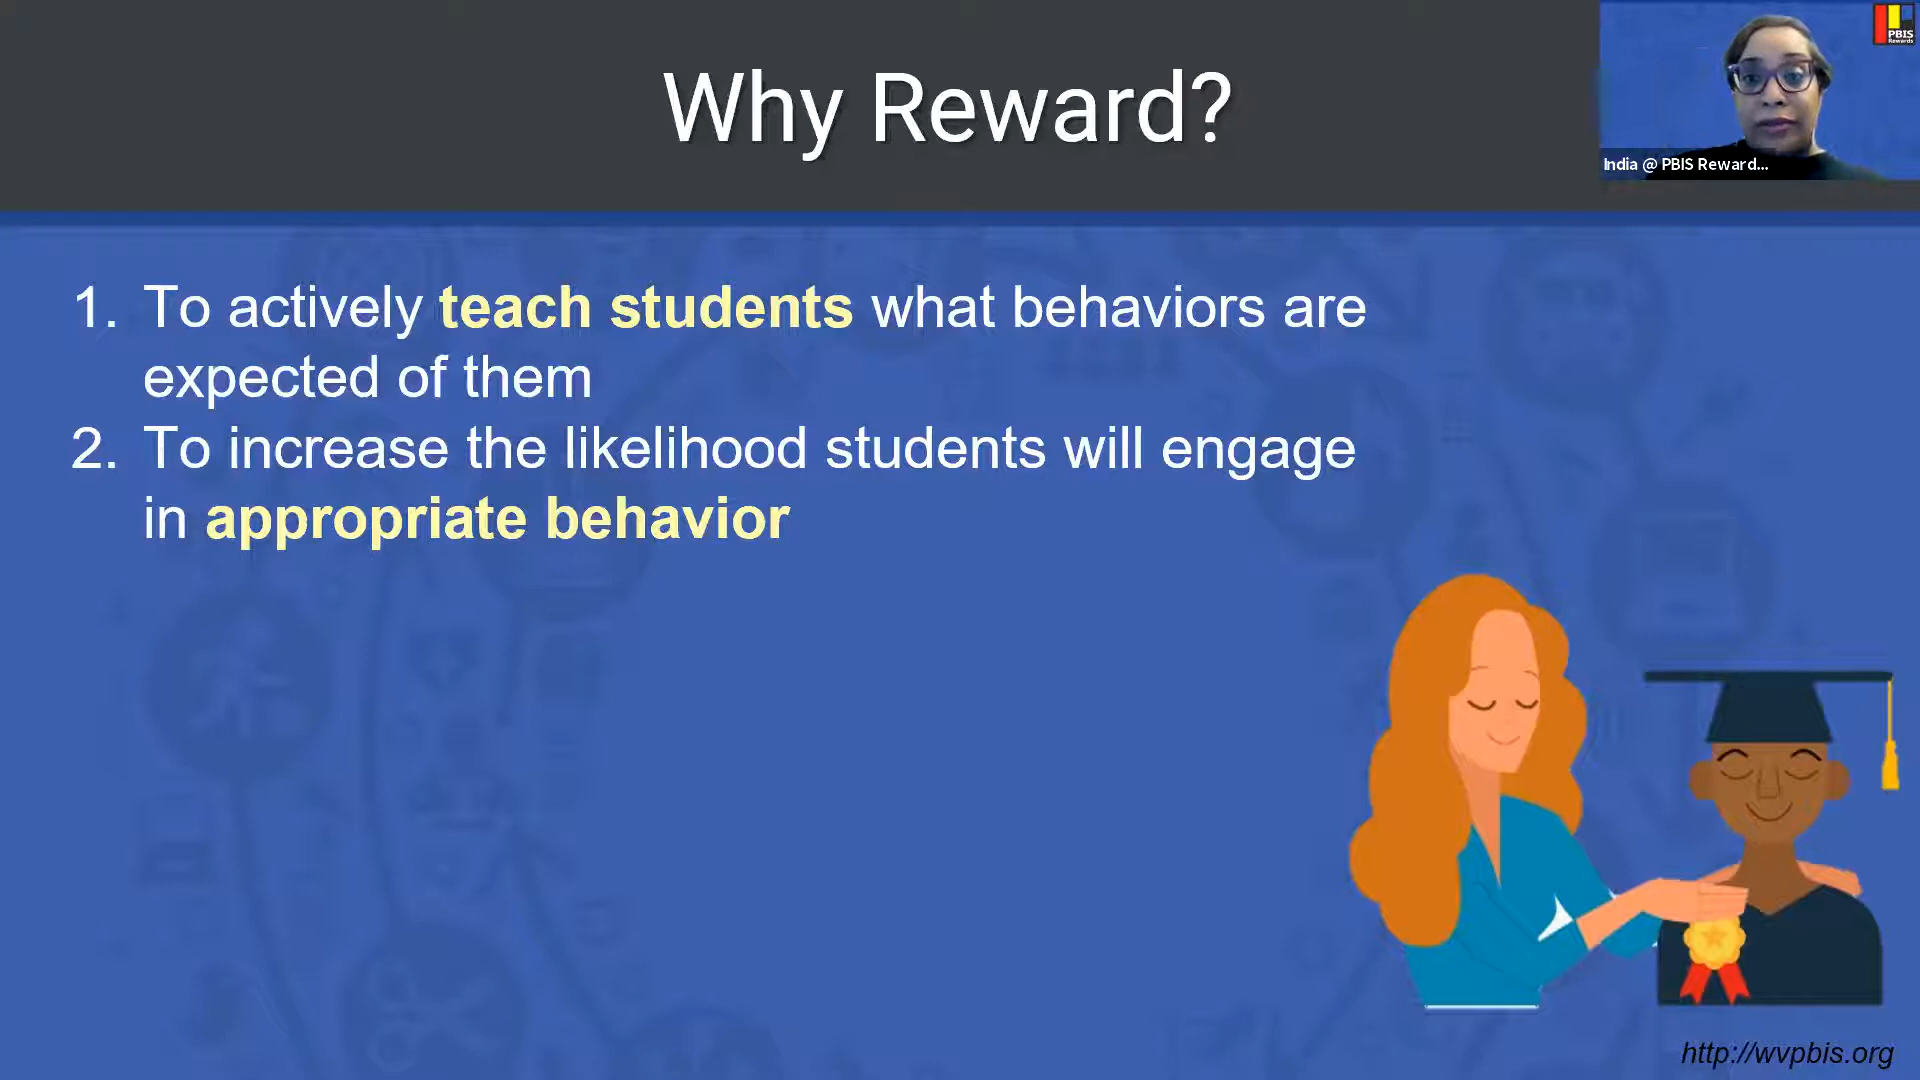 Why Reward?
PBIS
Rewards
India @ PBIS Reward...
1. To actively teach students what behaviors are
expected of them
2. To increase the likelihood students will engage
in appropriate behavior
http://wvpbis.org